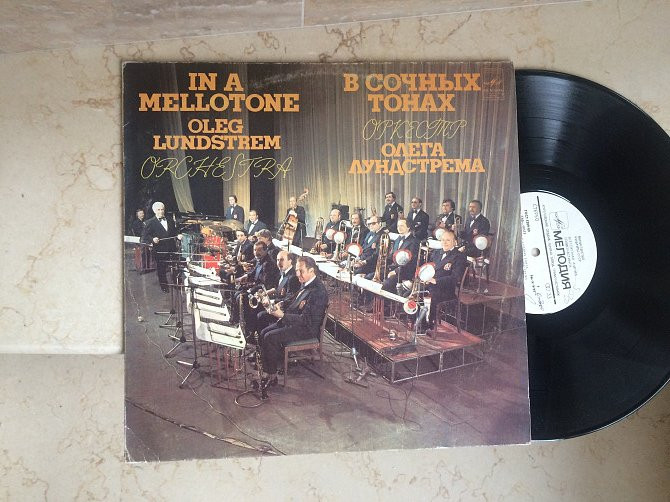 IN A
MELLOTONE
OLEG
LUNDSTREM
ORCHESTRA
В СОЧНЫХ
ТОНАХ
ОРКЕСТР
ОЛЕГА
ЛУНДСТРЕМА
МЕЛОДИЯ